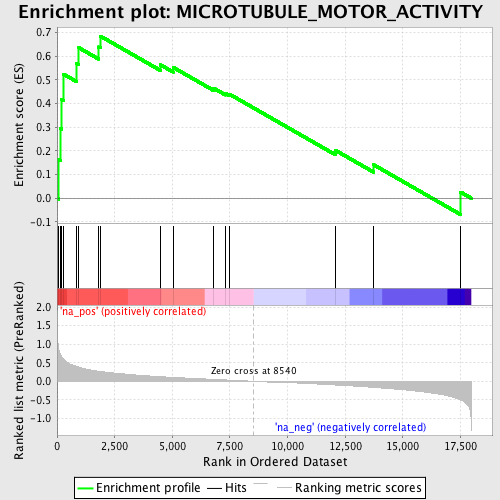 Enrichment plot: MICROTUBULE_MOTOR_ACTIVITY
Enrichment score (ES)
0.7
0.6
0.5
0.4
0.3
0.2
0.1
0.0
-0.1
'na_pos' (positively correlated)
Ranked list metric (PreRanked)
2.0
1.5
1.0
0.5
0.0
-0.5
-1.0
Zero cross at 8540
'na_neg' (negatively correlated)
0
2,500
5,000
7,500
10,000
12,500
15,000
17,500
Rank in Ordered Dataset
Enrichment profile
Hits
Ranking metric scores